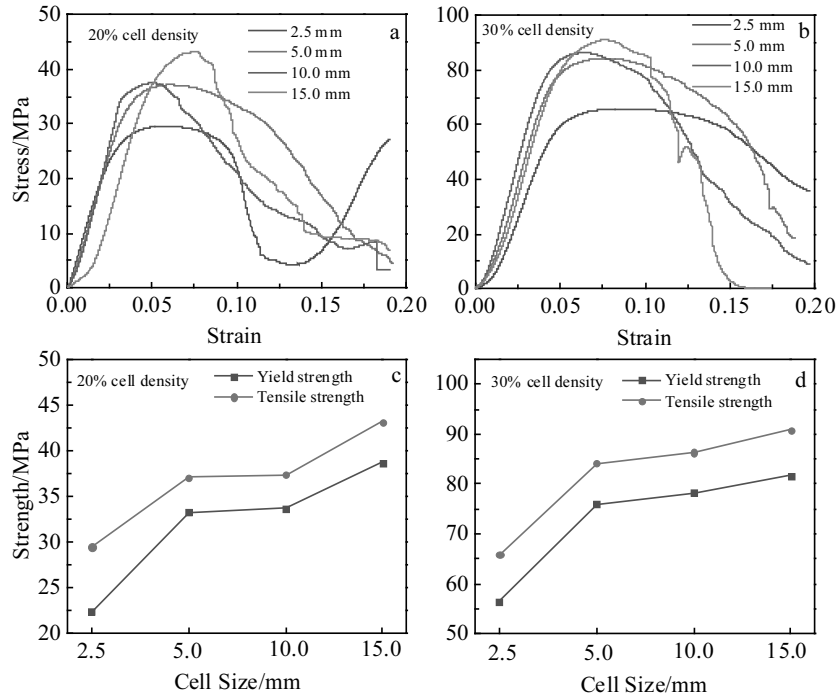 20% cell density
a
2.5 mm
5.0 mm
10.0 mm
15.0 mm
Stress/MPa
50
40
30
20
10
0
0.00
0.05
0.10
0.15
0.20
Strain
30% cell density
b
2.5 mm
5.0 mm
10.0 mm
15.0 mm
100
80
60
40
20
0
0.00
0.05
0.10
0.15
0.20
Strain
20% cell density
c
Yield strength
Tensile strength
Strength/MPa
50
45
40
35
30
25
20
2.5
5.0
10.0
15.0
Cell Size/mm
30% cell density
d
Yield strength
Tensile strength
100
90
80
70
60
50
2.5
5.0
10.0
15.0
Cell Size/mm